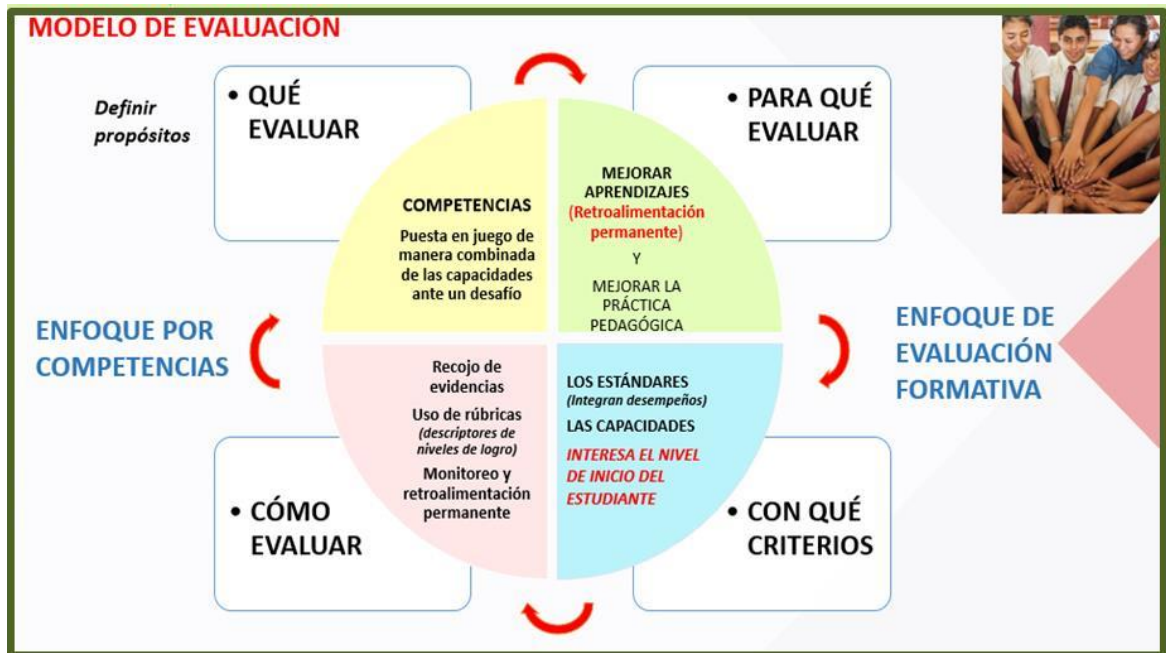 MODELO DE EVALUACIÓN
Definir
propósitos
• QUÉ
EVALUAR
• PARA QUÉ
EVALUAR
COMPETENCIAS
Puesta en juego de
manera combinada
de las capacidades
ante un desafío
MEJORAR
APRENDIZAJES
(Retroalimentación
permanente)
Y
MEJORAR LA
PRÁCTICA
PEDAGÓGICA
ENFOQUE POR
COMPETENCIAS
ENFOQUE DE
EVALUACIÓN
FORMATIVA
Recojo de
evidencias
Uso de rúbricas
(descriptores de
niveles de logro)
Monitoreo y
retroalimentación
permanente
LOS ESTÁNDARES
(Integran desempeños)
LAS CAPACIDADES
INTERESA EL NIVEL
DE INICIO DEL
ESTUDIANTE
• CÓMO
EVALUAR
• CON QUÉ
CRITERIOS